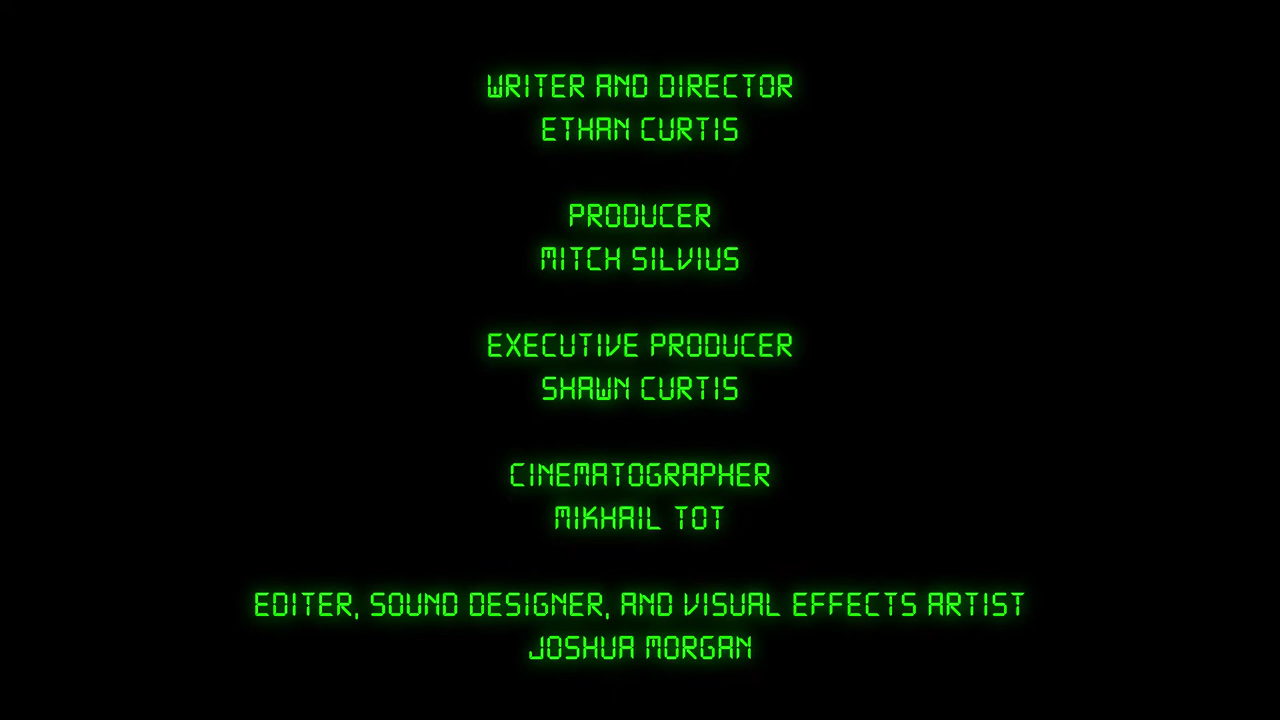 WRITER AND DIRECTOR
ETHAN CURTIS
PRODUCER
MITCH SILVIUS
EXECUTIVE PRODUCER
SHAWN CURTIS
CINEMATOGRAPHER
MIKHAIL TOT
EDITER, SOUND DESIGNER, AND VISUAL EFFECTS ARTIST
JOSHUA MORGAN